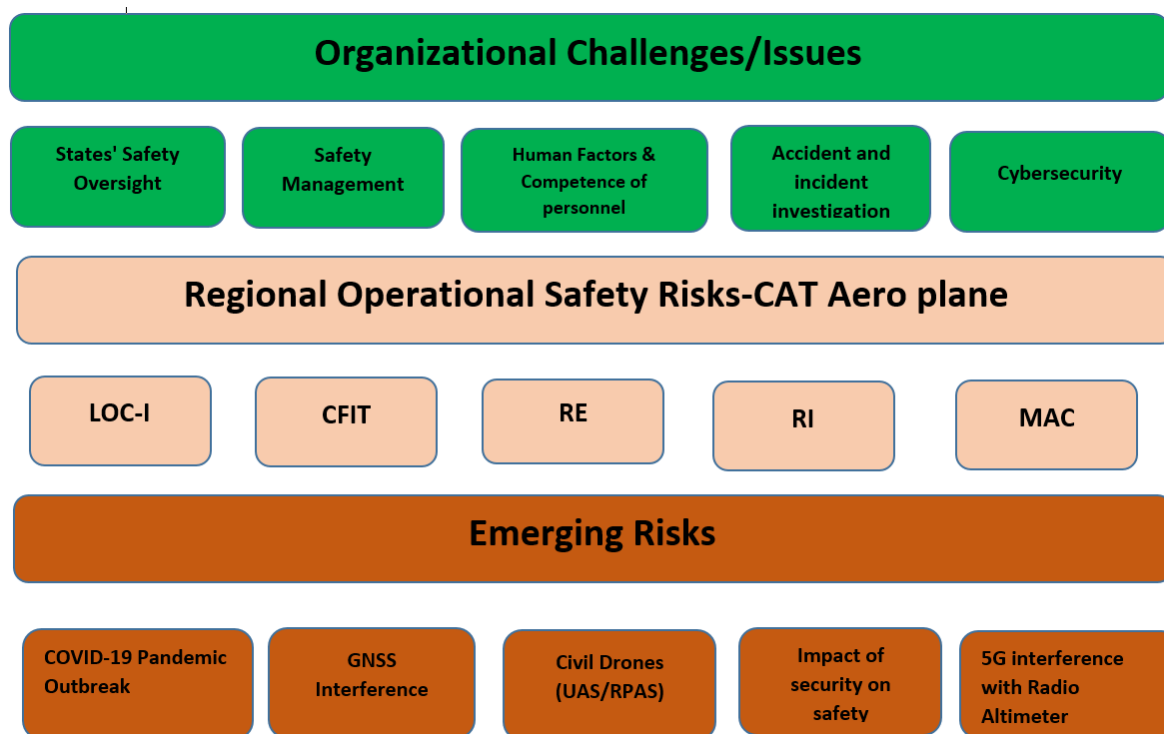 Organizational Challenges/Issues
States' Safety
Oversight
Safety
Management
Human Factors &
Competence of
personnel
Accident and
incident
investigation
Cybersecurity
Regional Operational Safety Risks-CAT Aero plane
LOC-I
CFIT
RE
RI
MAC
Emerging Risks
COVID-19 Pandemic
Outbreak
GNSS
Interference
Civil Drones
(UAS/RPAS)
Impact of
security on
safety
5G interference
with Radio
Altimeter